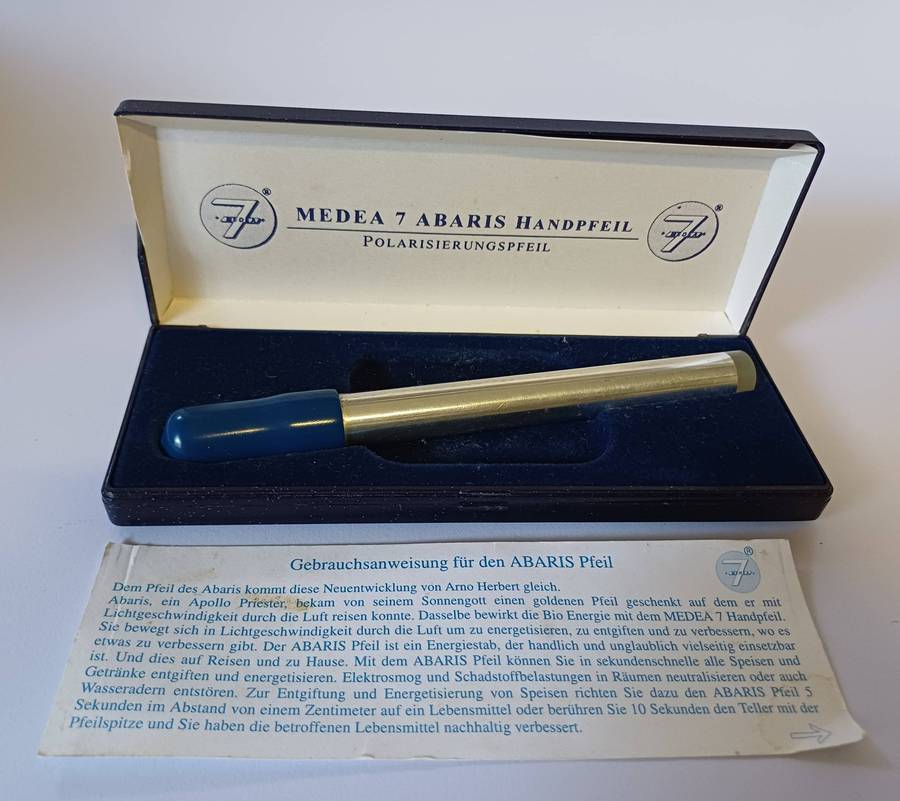 MEDEA 7 ABARIS HANDPFEIL
POLARISIERUNGSPFEIL
Gebrauchsanweisung für den ABARIS Pfeil
Dem Pfeil des Abaris kommt diese Neuentwicklung von Arno Herbert gleich.
Abaris, ein Apollo Priester, bekam von seinem Sonnengott einen goldenen Pfeil geschenkt auf dem er mit
Lichtgeschwindigkeit durch die Luft reisen konnte. Dasselbe bewirkt die Bio Energie mit dem MEDEA 7 Handpfeil.
Sie bewegt sich in Lichtgeschwindigkeit durch die Luft um zu energetisieren, zu entgiften und zu verbessern, wo es
etwas zu verbessern gibt. Der ABARIS Pfeil ist ein Energiestab, der handlich und unglaublich vielseitig einsetzbar
ist. Und dies auf Reisen und zu Hause. Mit dem ABARIS Pfeil können Sie in sekundenschnelle alle Speisen und
Getränke entgiften und energetisieren. Elektrosmog und Schadstoffbelastungen in Räumen neutralisieren oder auch
Wasseradern entstören. Zur Entgiftung und Energetisierung von Speisen richten Sie dazu den ABARIS Pfeil 5
Sekunden im Abstand von einem Zentimeter auf ein Lebensmittel oder berühren Sie 10 Sekunden den Teller mit der
Pfeilspitze und Sie haben die betroffenen Lebensmittel nachhaltig verbessert.